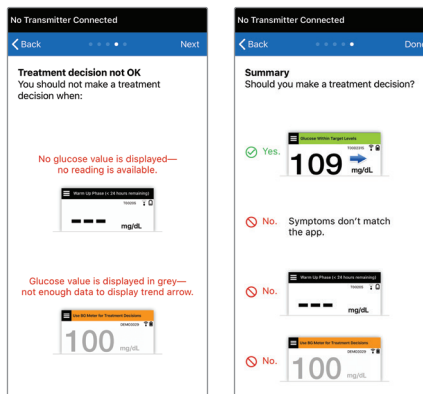 No Transmitter Connected
Back
Next
Treatment decision not OK
You should not make a treatment
decision when:
No glucose value is displayed—
no reading is available.
Warm Up Phase (< 24 hours remaining)
mg/dL
Glucose value is displayed in grey—
not enough data to display trend arrow.
Use BG Meter for Treatment Decisions
DEMO0009
100
mg/dL
No Transmitter Connected
Back
Done
Summary
Should you make a treatment decision?
Yes.
Glucose Within Target Levels
109
mg/dL
No.
Symptoms don't match
the app.
No.
Warm Up Phase (< 24 hours remaining)
mg/dL
No.
Use BG Meter for Treatment Decisions
DEMO0009
100
mg/dL